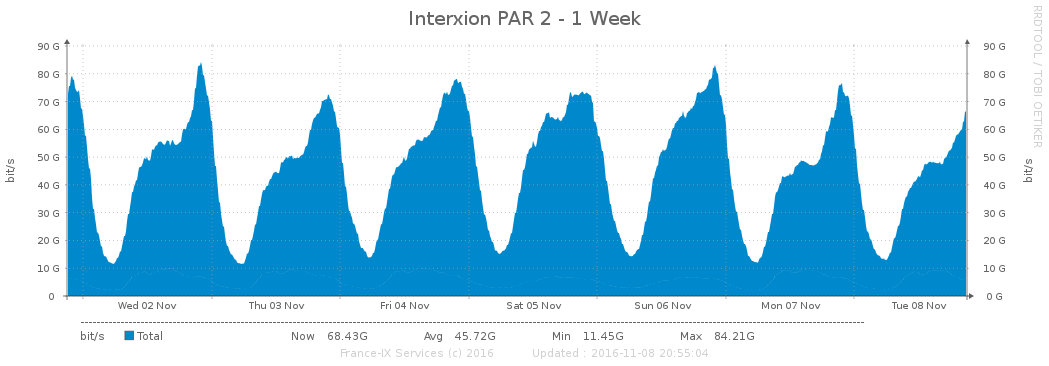 Interxion PAR 2 - 1 Week
RRDTOOL / TOBI OETIKER
90 G 90 G
80 G 80 G
70 G 70 G
60 G 60 G
50 G 50 G
40 G 40 G
30 G 30 G
20 G 20 G
10 G 10 G
0 0 G
bit/s bit/s
Wed 02 Nov Thu 03 Nov Fri 04 Nov Sat 05 Nov Sun 06 Nov Mon 07 Nov Tue 08 Nov
bit/s Total Now 68.43G Avg 45.72G Min 11.45G Max 84.21G
France-IX Services (c) 2016 Updated : 2016-11-08 20:55:04